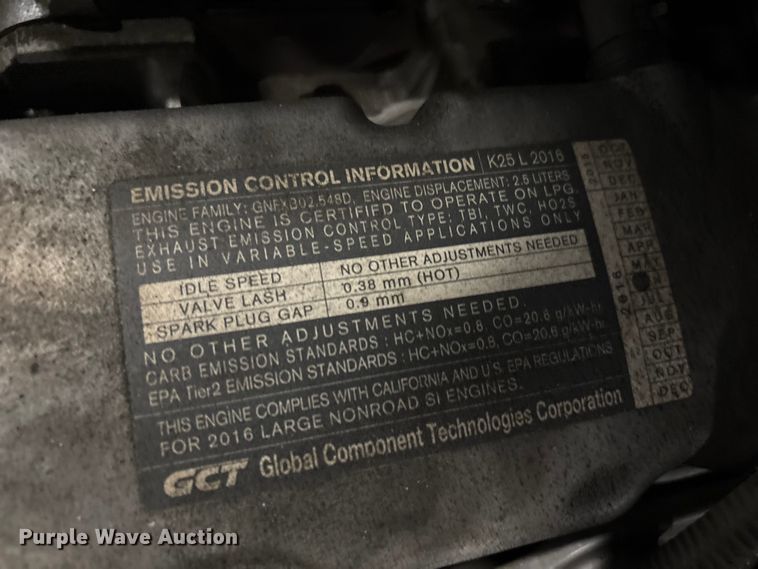 EMISSION CONTROL INFORMATION K25 L 2016
ENGINE FAMILY: GNFXB02.548D, ENGINE DISPLACEMENT: 2.5 LITERS
THIS ENGINE IS CERTIFIED TO OPERATE ON LPG.
EXHAUST EMISSION CONTROL TYPE: TBI, TWC, HO2S
USE IN VARIABLE-SPEED APPLICATIONS ONLY
IDLE SPEED NO OTHER ADJUSTMENTS NEEDED
VALVE LASH 0.38 mm (HOT)
SPARK PLUG GAP 0.9 mm
NO OTHER ADJUSTMENTS NEEDED.
CARB EMISSION STANDARDS : HC+NOx=0.8, CO=20.6 g/kW-hr
EPA Tier2 EMISSION STANDARDS : HC+NOx=0.8, CO=20.6 g/kW-hr
THIS ENGINE COMPLIES WITH CALIFORNIA AND U.S EPA REGULATIONS
FOR 2016 LARGE NONROAD SI ENGINES.
GCT Global Component Technologies Corporation
OCT
NOV
DEC
2016
JAN
FEB
MAR
APR
MAY
JUL
AUG
SEP
OCT
NOV
DEC
Purple Wave Auction